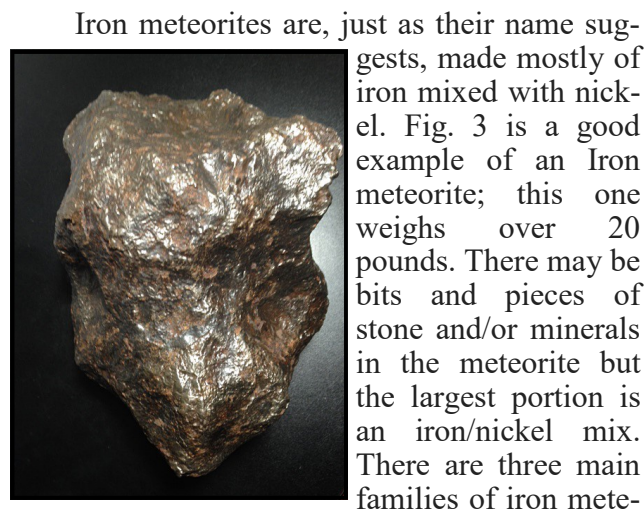 Iron meteorites are, just as their name sug-
gests, made mostly of
iron mixed with nick-
el. Fig. 3 is a good
example of an Iron
meteorite; this one
weighs over 20
pounds. There may be
bits and pieces of
stone and/or minerals
in the meteorite but
the largest portion is
an iron/nickel mix.
There are three main
families of iron mete-